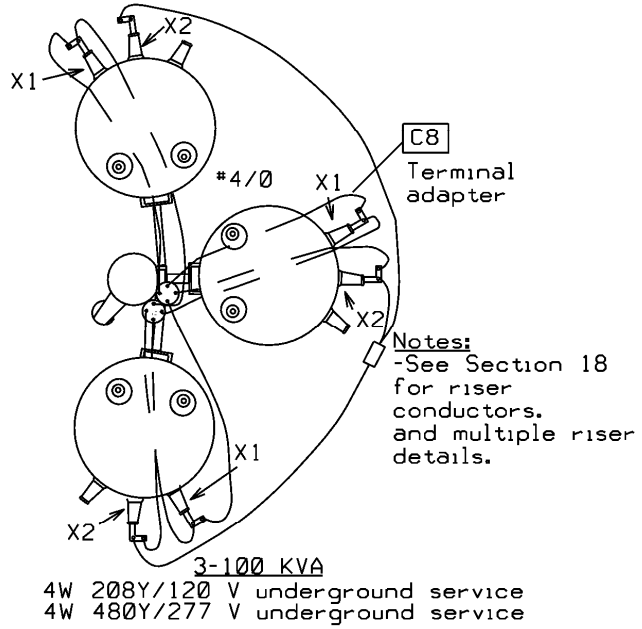 X2
X1
C8
Terminal
adapter
#4/0
X1
X2
Notes:
-See Section 18
for riser
conductors.
and multiple riser
details.
X1
X2
3-100 KVA
4W 208Y/120 V underground service
4W 480Y/277 V underground service